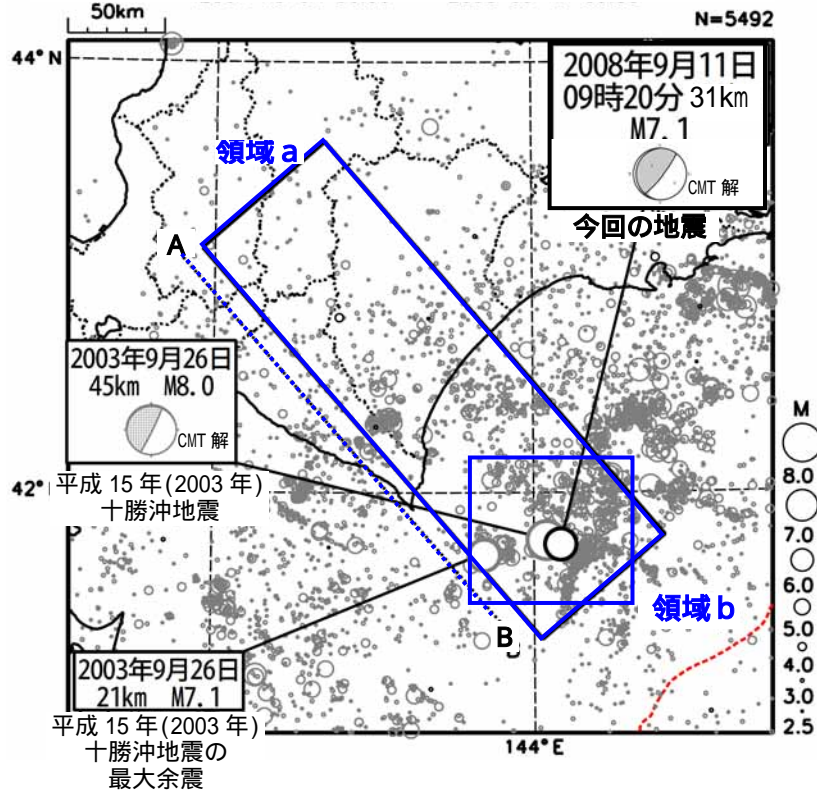 50km
N=5492
44°N
2008年9月11日
09時20分 31km
M7.1
CMT 解
今回の地震
領域a
A
2003年9月26日
45km M8.0
CMT 解
平成 15 年(2003 年)
十勝沖地震
42°
M
8.0
7.0
6.0
5.0
4.0
3.0
2.5
領域b
B
2003年9月26日
21km M7.1
平成 15 年(2003 年)
十勝沖地震の
最大余震
144°E